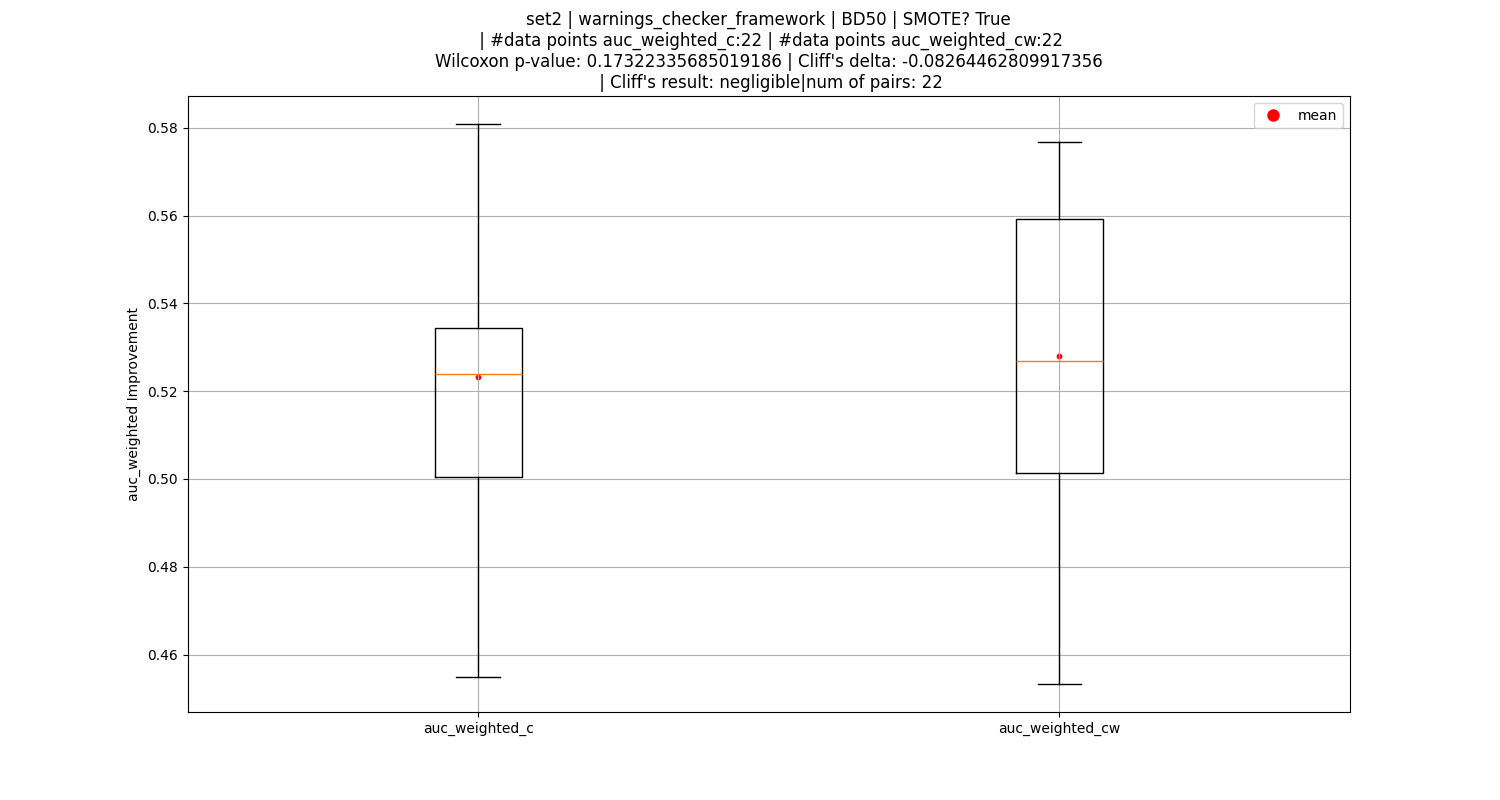 set2 | warnings_checker_framework | BD50 | SMOTE? True
| #data points auc_weighted_c:22 | #data points auc_weighted_cw:22
Wilcoxon p-value: 0.17322335685019186 | Cliff's delta: -0.08264462809917356
| Cliff's result: negligible|num of pairs: 22
mean
0.58
0.56
0.54
0.52
0.50
0.48
0.46
auc_weighted Improvement
auc_weighted_c
auc_weighted_cw